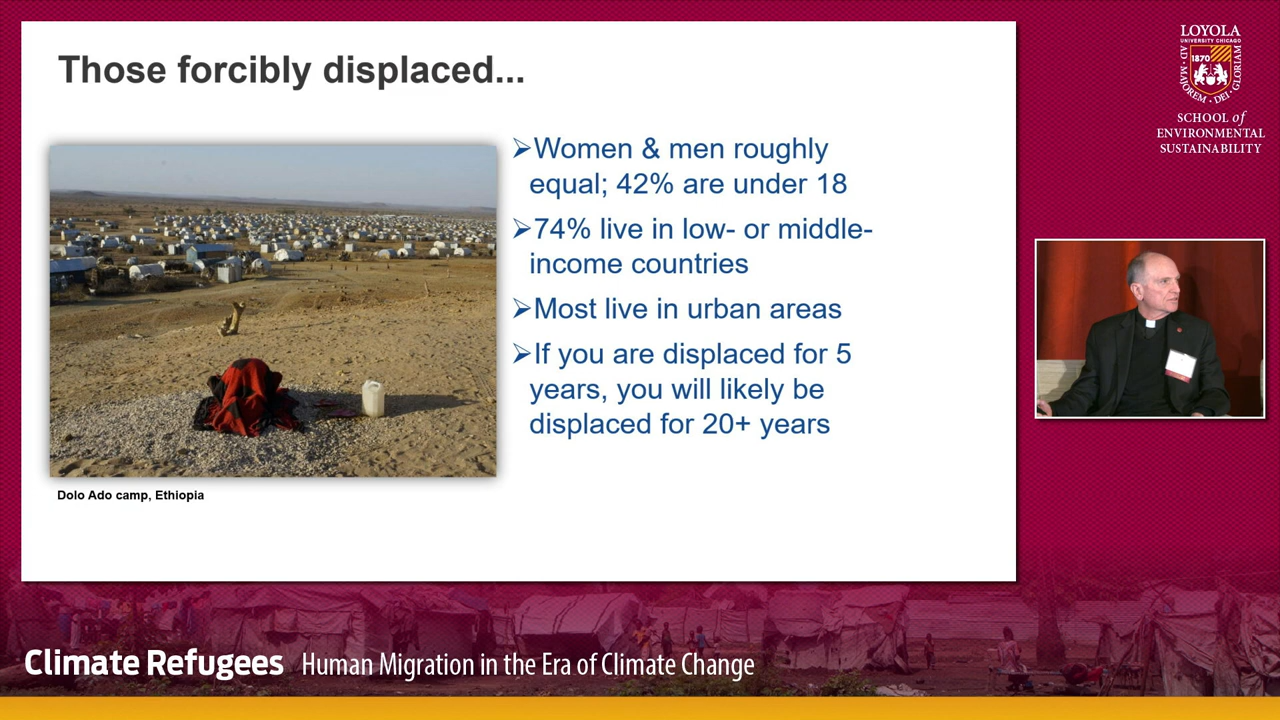 Those forcibly displaced...
➢Women & men roughly
equal; 42% are under 18
➢74% live in low- or middle-
income countries
➢Most live in urban areas
➢If you are displaced for 5
years, you will likely be
displaced for 20+ years
Dolo Ado camp, Ethiopia
LOYOLA
UNIVERSITY CHICAGO
1870
AD • MAJOREM • DEI • GLORIAM
SCHOOL of
ENVIRONMENTAL
SUSTAINABILITY
Climate Refugees Human Migration in the Era of Climate Change